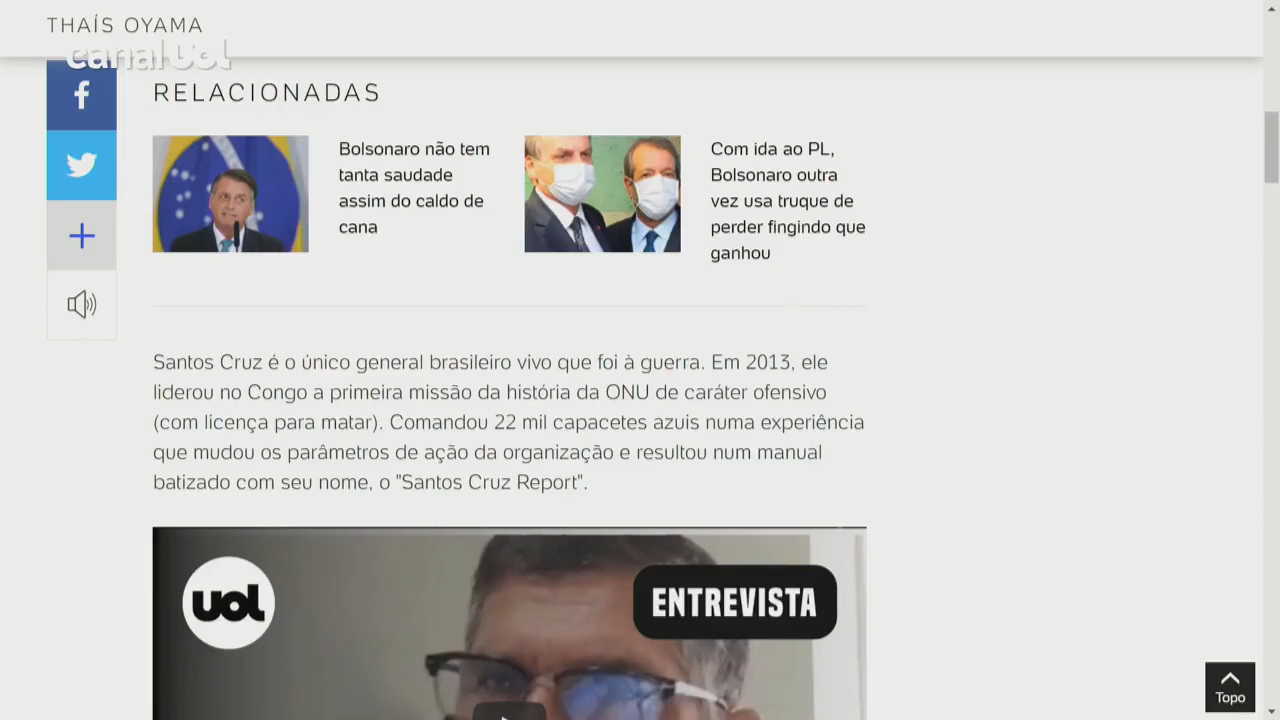 THAÍS OYAMA
canal uol
RELACIONADAS
Bolsonaro não tem
tanta saudade
assim do caldo de
cana
Com ida ao PL,
Bolsonaro outra
vez usa truque de
perder fingindo que
ganhou
Santos Cruz é o único general brasileiro vivo que foi à guerra. Em 2013, ele
liderou no Congo a primeira missão da história da ONU de caráter ofensivo
(com licença para matar). Comandou 22 mil capacetes azuis numa experiência
que mudou os parâmetros de ação da organização e resultou num manual
batizado com seu nome, o "Santos Cruz Report".
uol
ENTREVISTA
Topo